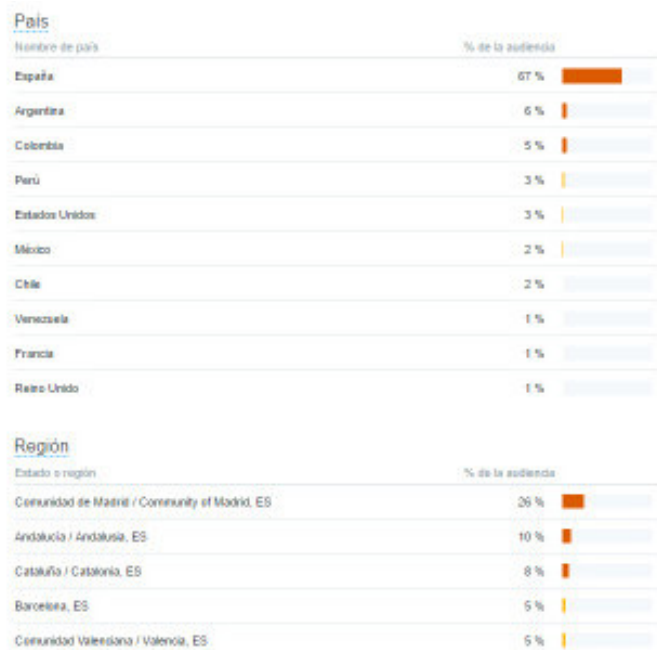 País
Nombre de país % de la audiencia
España 67 %
Argentina 6 %
Colombia 5 %
Perú 3 %
Estados Unidos 3 %
México 2 %
Chile 2 %
Venezuela 1 %
Francia 1 %
Reino Unido 1 %
Región
Estado o región % de la audiencia
Comunidad de Madrid / Community of Madrid, ES 26 %
Andalucía / Andalusia, ES 10 %
Cataluña / Catalonia, ES 8 %
Barcelona, ES 5 %
Comunidad Valenciana / Valencia, ES 5 %